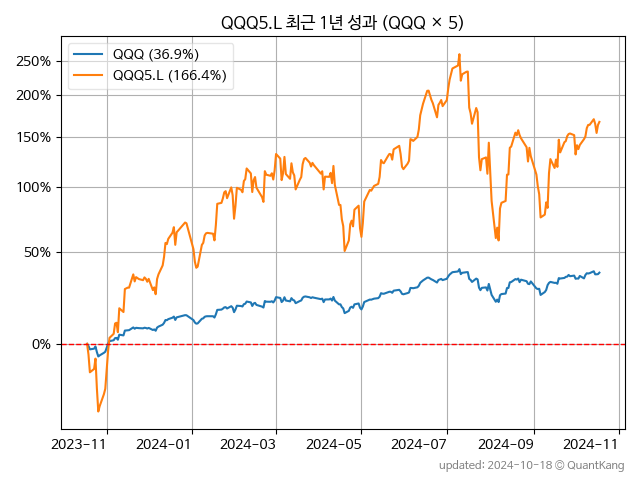 QQQ5.L 최근 1년 성과 (QQQ × 5)
QQQ (36.9%)
QQQ5.L (166.4%)
250%
200%
150%
100%
50%
0%
2023-11 2024-01 2024-03 2024-05 2024-07 2024-09 2024-11
updated: 2024-10-18 © QuantKang